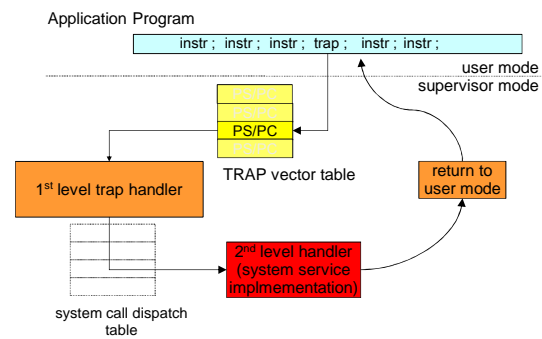 Application Program
instr ; instr ; instr ; trap ; instr ; instr ;
user mode
supervisor mode
PS/PC
PS/PC
PS/PC
PS/PC
TRAP vector table
1st level trap handler
return to
user mode
2nd level handler
(system service
implmementation)
system call dispatch
table